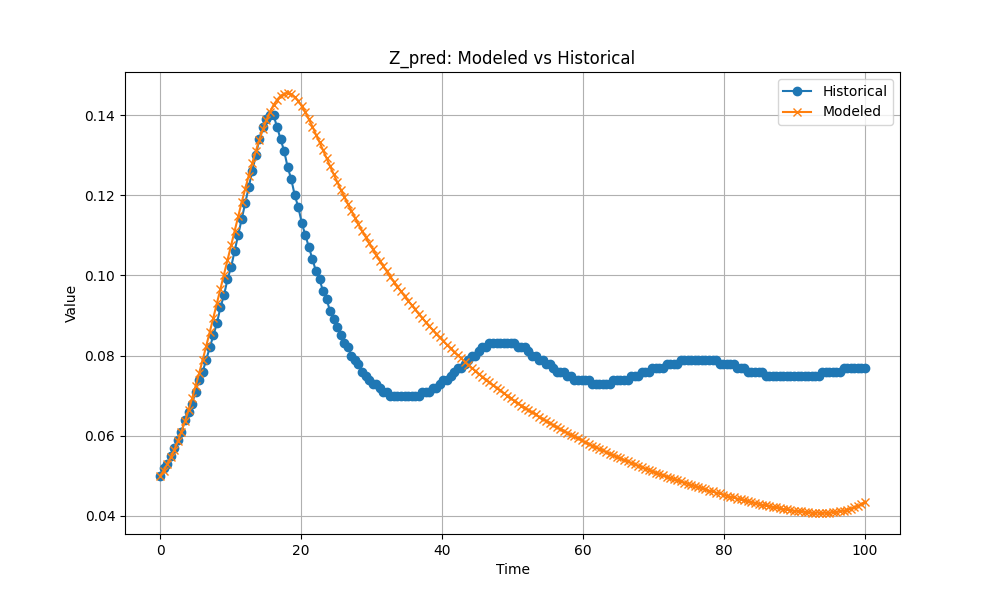 Z_pred: Modeled vs Historical
Historical
Modeled
Value
0.14
0.12
0.10
0.08
0.06
0.04
0 20 40 60 80 100
Time